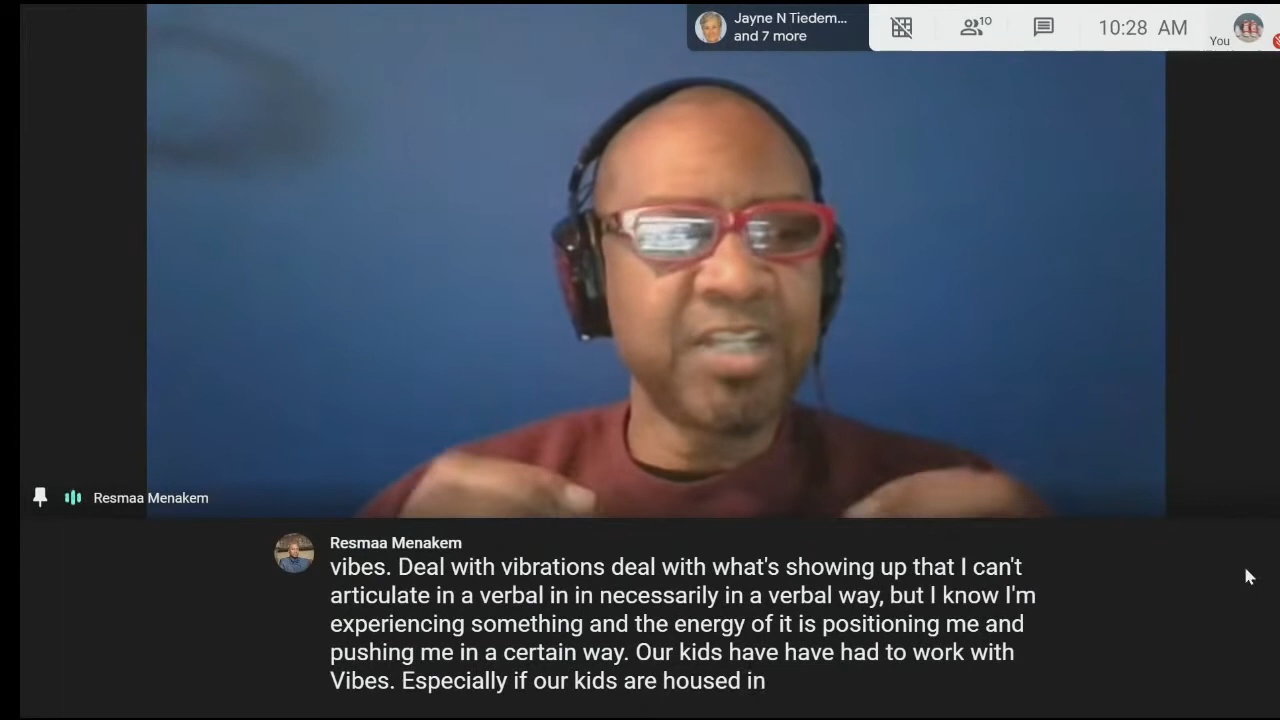 Jayne N Tiedem...
and 7 more
10
10:28 AM
You
Resmaa Menakem
Resmaa Menakem
vibes. Deal with vibrations deal with what's showing up that I can't
articulate in a verbal in in necessarily in a verbal way, but I know I'm
experiencing something and the energy of it is positioning me and
pushing me in a certain way. Our kids have have had to work with
Vibes. Especially if our kids are housed in